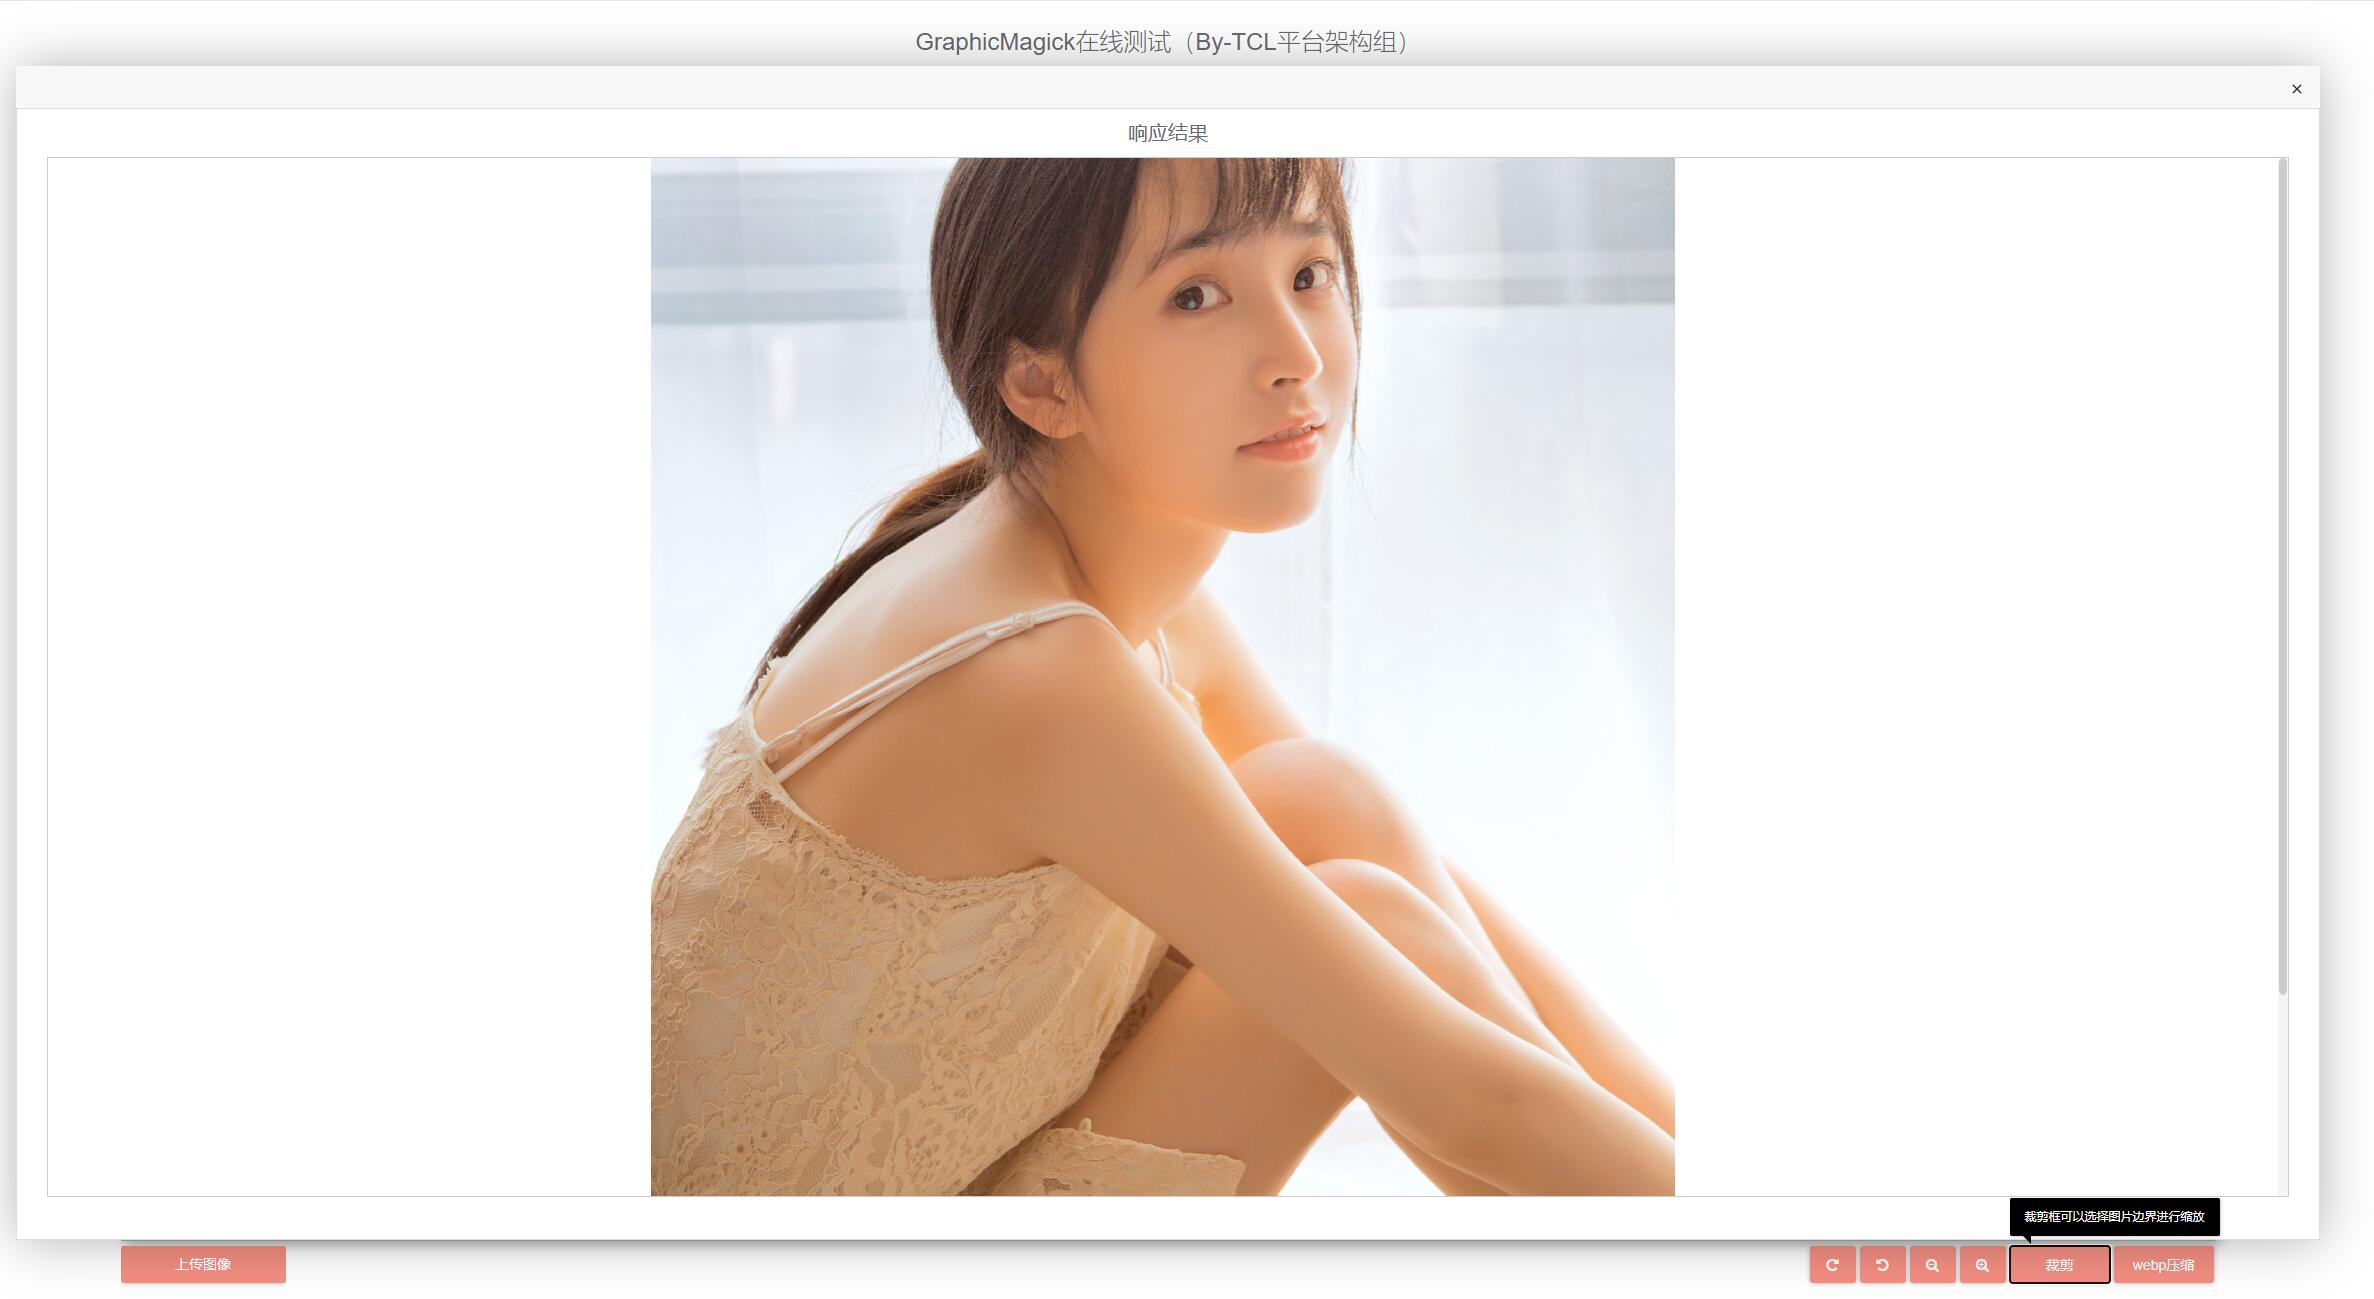 GraphicMagick在线测试（By-TCL平台架构组）
响应结果
裁剪框可以选择图片边界进行缩放
上传图像
裁剪
webp压缩